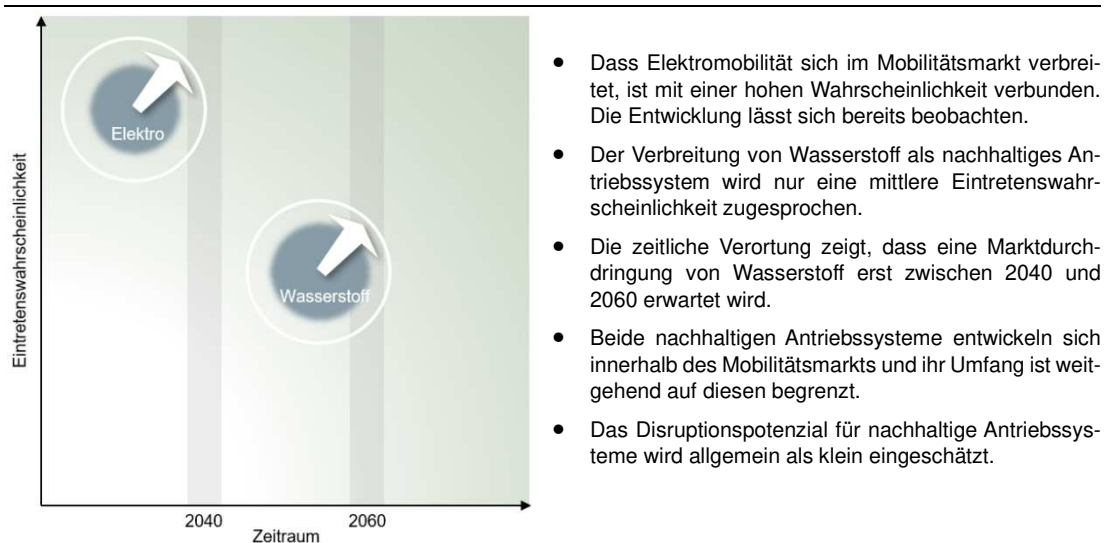 Eintretenswahrscheinlichkeit
Elektro
Wasserstoff
2040
2060
Zeitraum
• Dass Elektromobilität sich im Mobilitätsmarkt verbrei-
tet, ist mit einer hohen Wahrscheinlichkeit verbunden.
Die Entwicklung lässt sich bereits beobachten.
• Der Verbreitung von Wasserstoff als nachhaltiges An-
triebssystem wird nur eine mittlere Eintretenswahr-
scheinlichkeit zugesprochen.
• Die zeitliche Verortung zeigt, dass eine Marktdurch-
dringung von Wasserstoff erst zwischen 2040 und
2060 erwartet wird.
• Beide nachhaltigen Antriebssysteme entwickeln sich
innerhalb des Mobilitätsmarkts und ihr Umfang ist weit-
gehend auf diesen begrenzt.
• Das Disruptionspotenzial für nachhaltige Antriebssys-
teme wird allgemein als klein eingeschätzt.